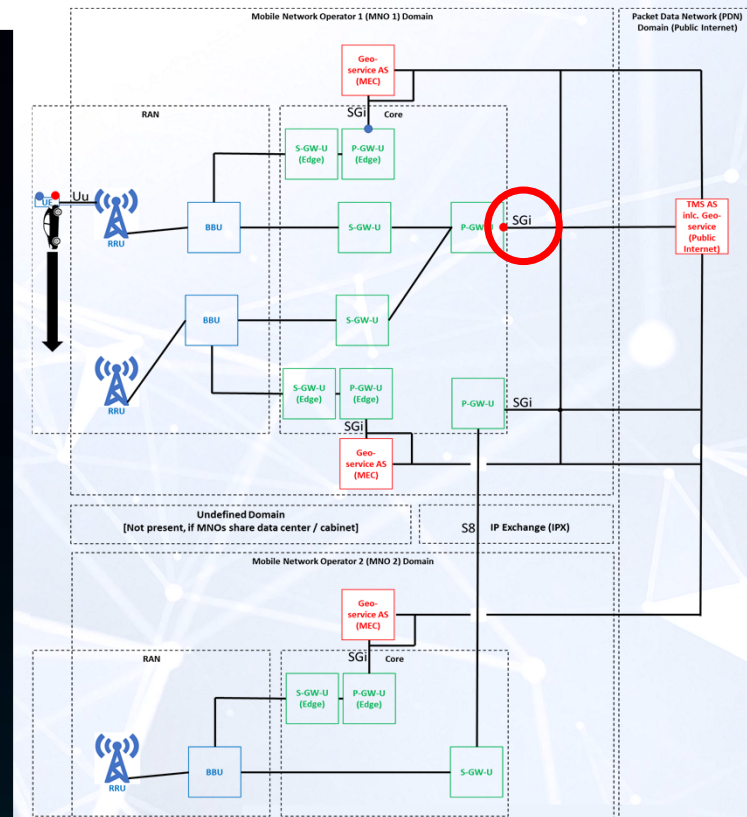 Mobile Network Operator 1 (MNO 1) Domain
Packet Data Network (PDN)
Domain (Public Internet)
Geo-
service AS
(MEC)
RAN
SGi
Core
S-GW-U
(Edge)
P-GW-U
(Edge)
UE
Uu
RRU
BBU
S-GW-U
P-GW-U
SGi
TMS AS
inlc. Geo-
service
(Public
Internet)
BBU
S-GW-U
RRU
S-GW-U
(Edge)
P-GW-U
(Edge)
P-GW-U
SGi
SGi
Geo-
service AS
(MEC)
Undefined Domain
[Not present, if MNOs share data center / cabinet]
S8
IP Exchange (IPX)
Mobile Network Operator 2 (MNO 2) Domain
Geo-
service AS
(MEC)
RAN
SGi
Core
S-GW-U
(Edge)
P-GW-U
(Edge)
RRU
BBU
S-GW-U